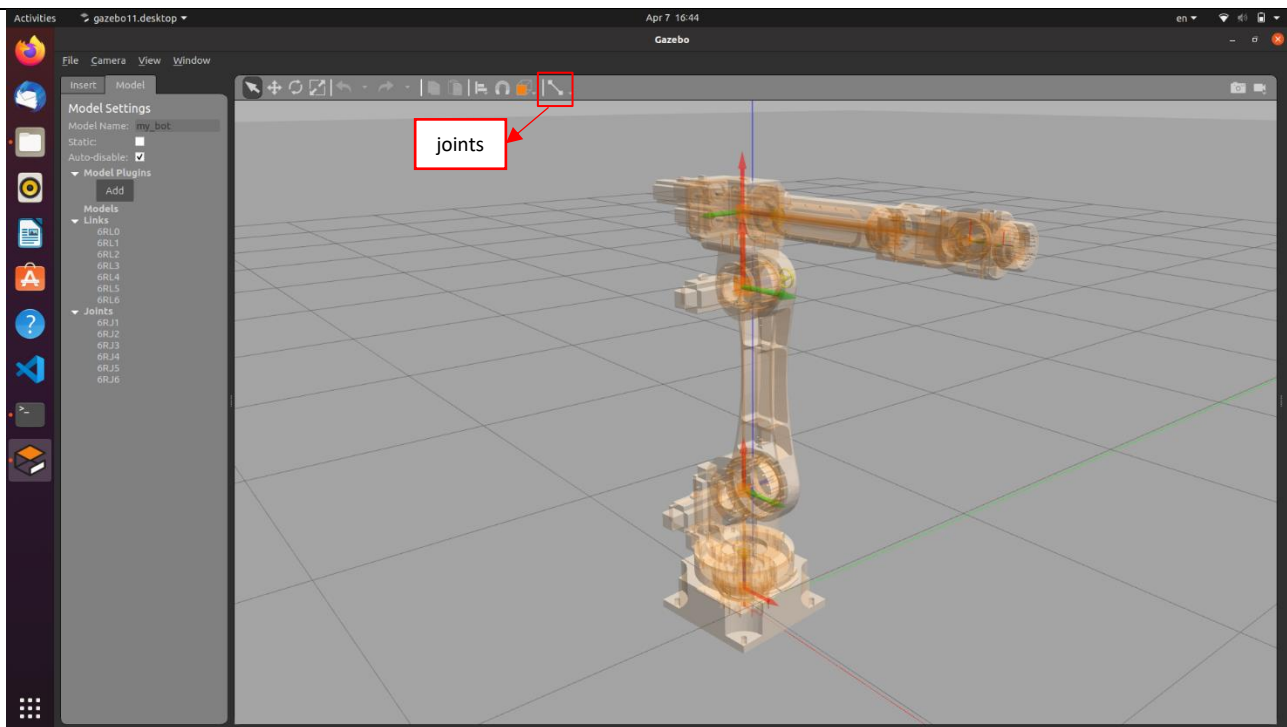 Activities gazebo11.desktop Apr 7 16:44 en
Gazebo
File Camera View Window
Insert Model
Model Settings
Model Name: my_bot
Static:
Auto-disable:
Model Plugins
Add
Models
Links
6RL0
6RL1
6RL2
6RL3
6RL4
6RL5
6RL6
Joints
6RJ1
6RJ2
6RJ3
6RJ4
6RJ5
6RJ6
joints